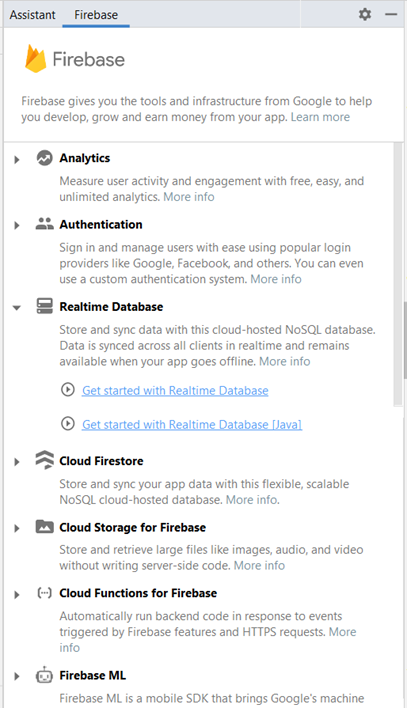 Assistant Firebase
Firebase
Firebase gives you the tools and infrastructure from Google to help
you develop, grow and earn money from your app. Learn more
Analytics
Measure user activity and engagement with free, easy, and
unlimited analytics. More info
Authentication
Sign in and manage users with ease using popular login
providers like Google, Facebook, and others. You can even
use a custom authentication system. More info
Realtime Database
Store and sync data with this cloud-hosted NoSQL database.
Data is synced across all clients in realtime and remains
available when your app goes offline. More info
Get started with Realtime Database
Get started with Realtime Database [Java]
Cloud Firestore
Store and sync your app data with this flexible, scalable
NoSQL cloud-hosted database. More info.
Cloud Storage for Firebase
Store and retrieve large files like images, audio, and video
without writing server-side code. More info
Cloud Functions for Firebase
Automatically run backend code in response to events
triggered by Firebase features and HTTPS requests. More
info
Firebase ML
Firebase ML is a mobile SDK that brings Google's machine